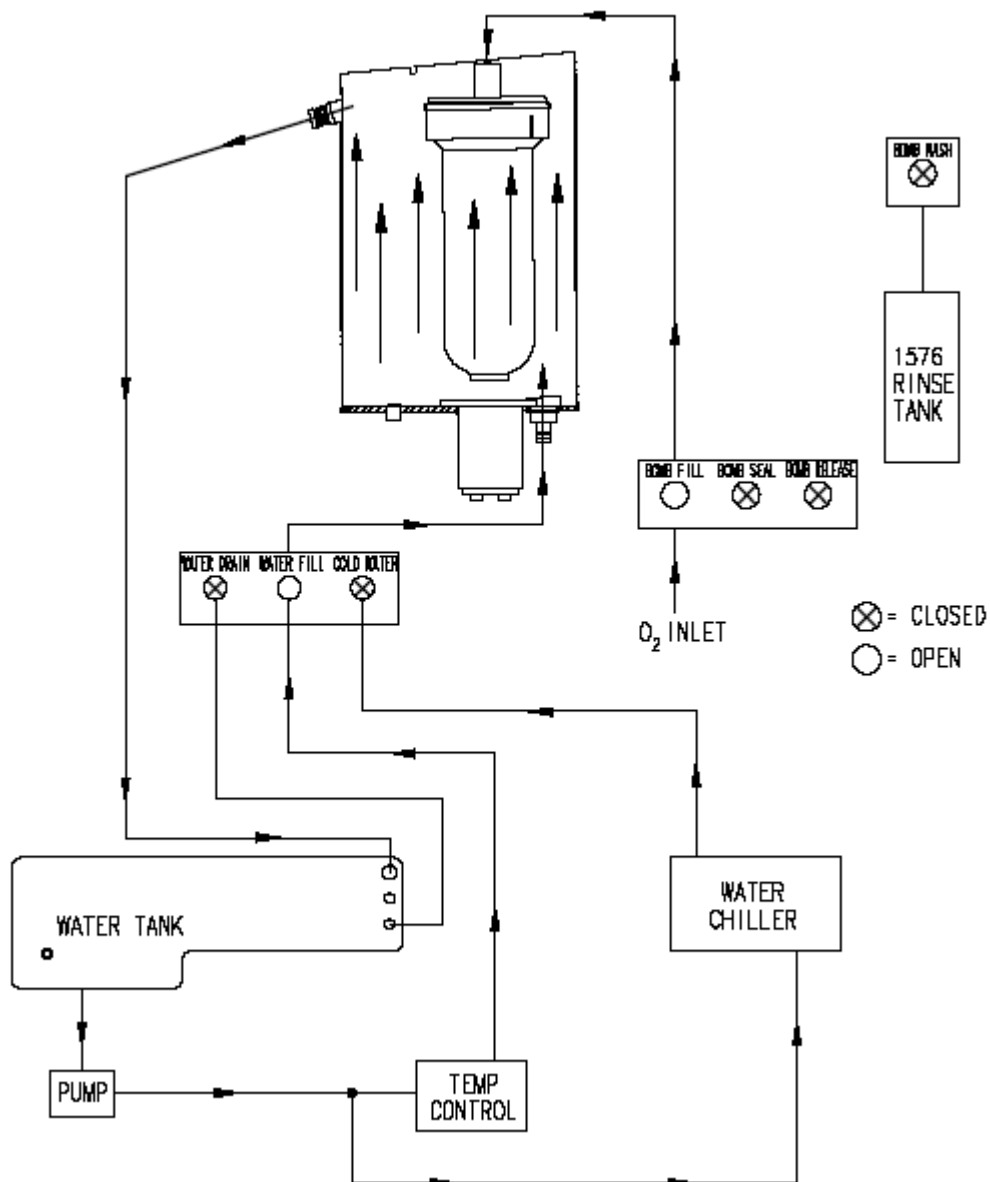 BOMB WASH
1576
RINSE
TANK
BOMB FILL BOMB SEAL BOMB RELEASE
WATER DRAIN WATER FILL COLD WATER
O₂ INLET
⊗ = CLOSED
○ = OPEN
WATER TANK
WATER
CHILLER
PUMP
TEMP
CONTROL